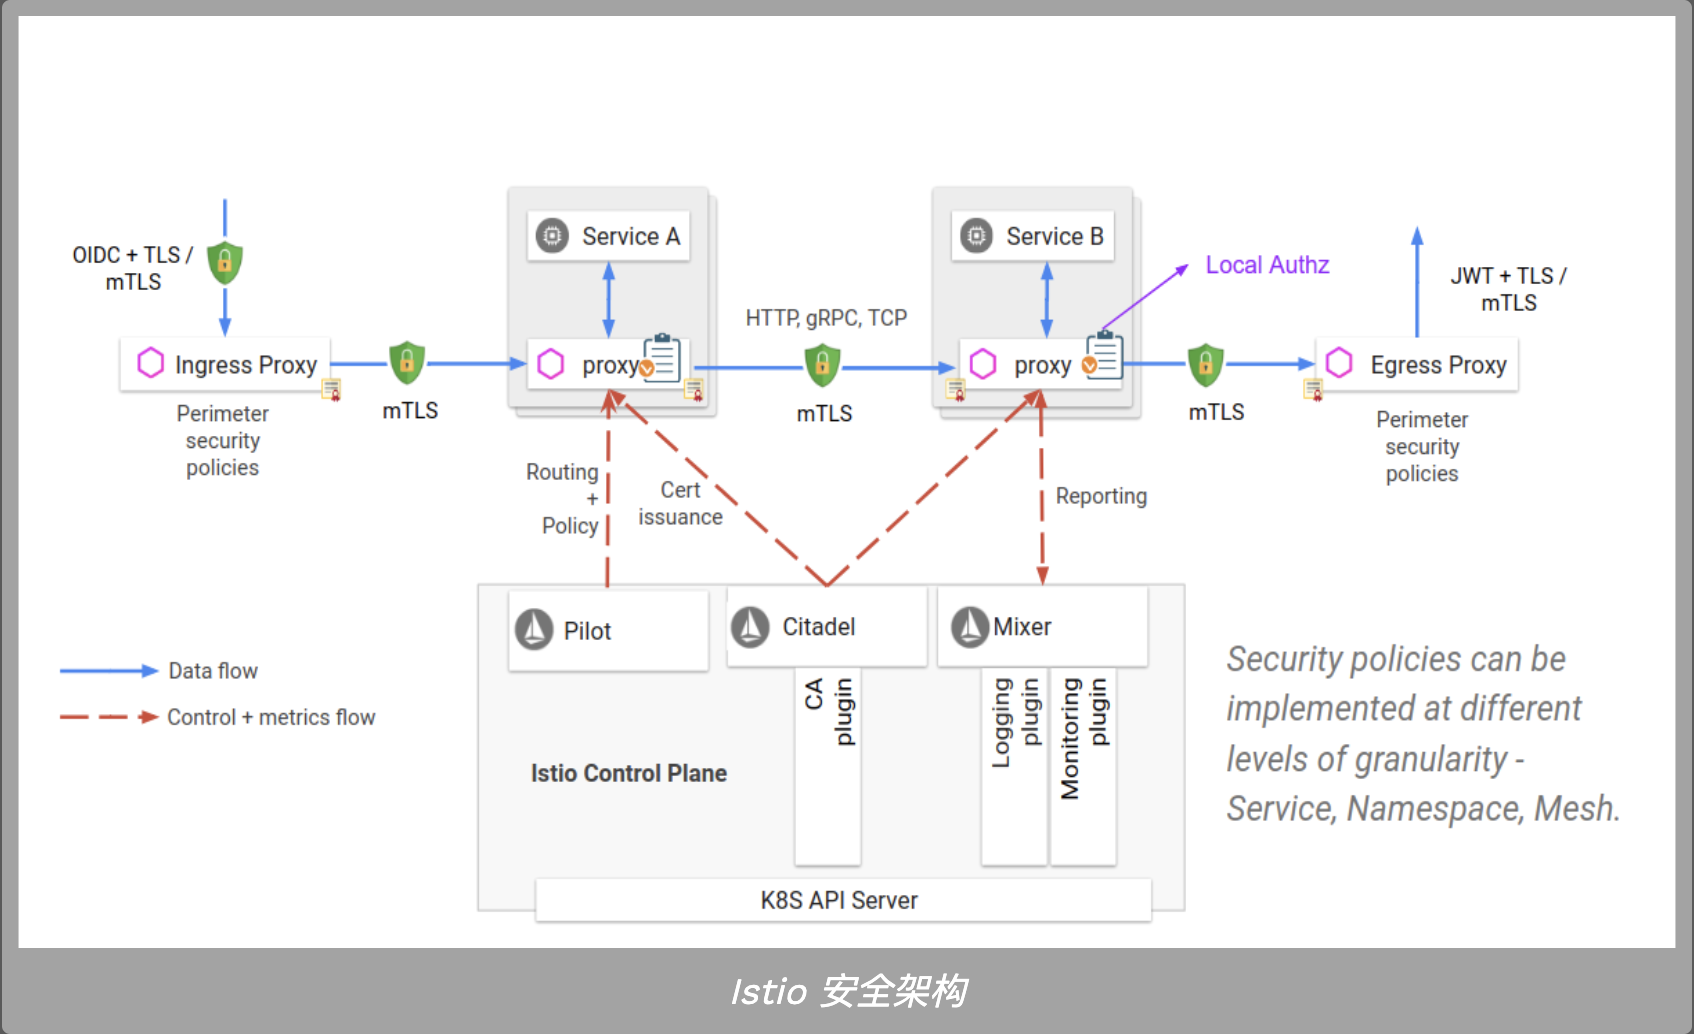 OIDC + TLS /
mTLS
Ingress Proxy
Perimeter
security
policies
mTLS
Service A
proxy
HTTP, gRPC, TCP
mTLS
Service B
proxy
Local Authz
mTLS
JWT + TLS /
mTLS
Egress Proxy
Perimeter
security
policies
Routing
+
Policy
Cert
issuance
Reporting
Pilot
Citadel
Mixer
CA
plugin
Logging
plugin
Monitoring
plugin
Istio Control Plane
K8S API Server
Data flow
Control + metrics flow
Security policies can be
implemented at different
levels of granularity -
Service, Namespace, Mesh.
Istio 安全架构